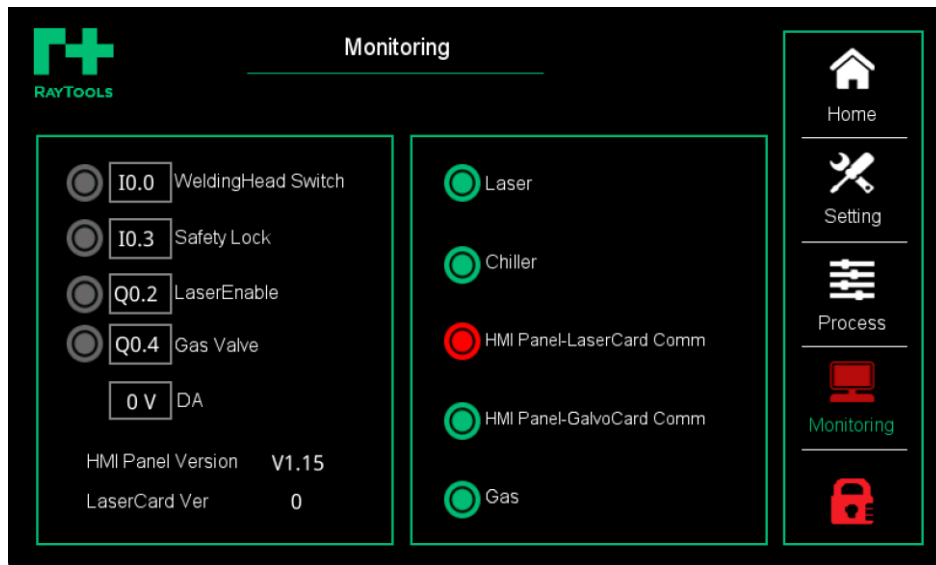 Monitoring
RAYTOOLS
I0.0 WeldingHead Switch
I0.3 Safety Lock
Q0.2 LaserEnable
Q0.4 Gas Valve
0 V DA
HMI Panel Version V1.15
LaserCard Ver 0
Laser
Chiller
HMI Panel-LaserCard Comm
HMI Panel-GalvoCard Comm
Gas
Home
Setting
Process
Monitoring